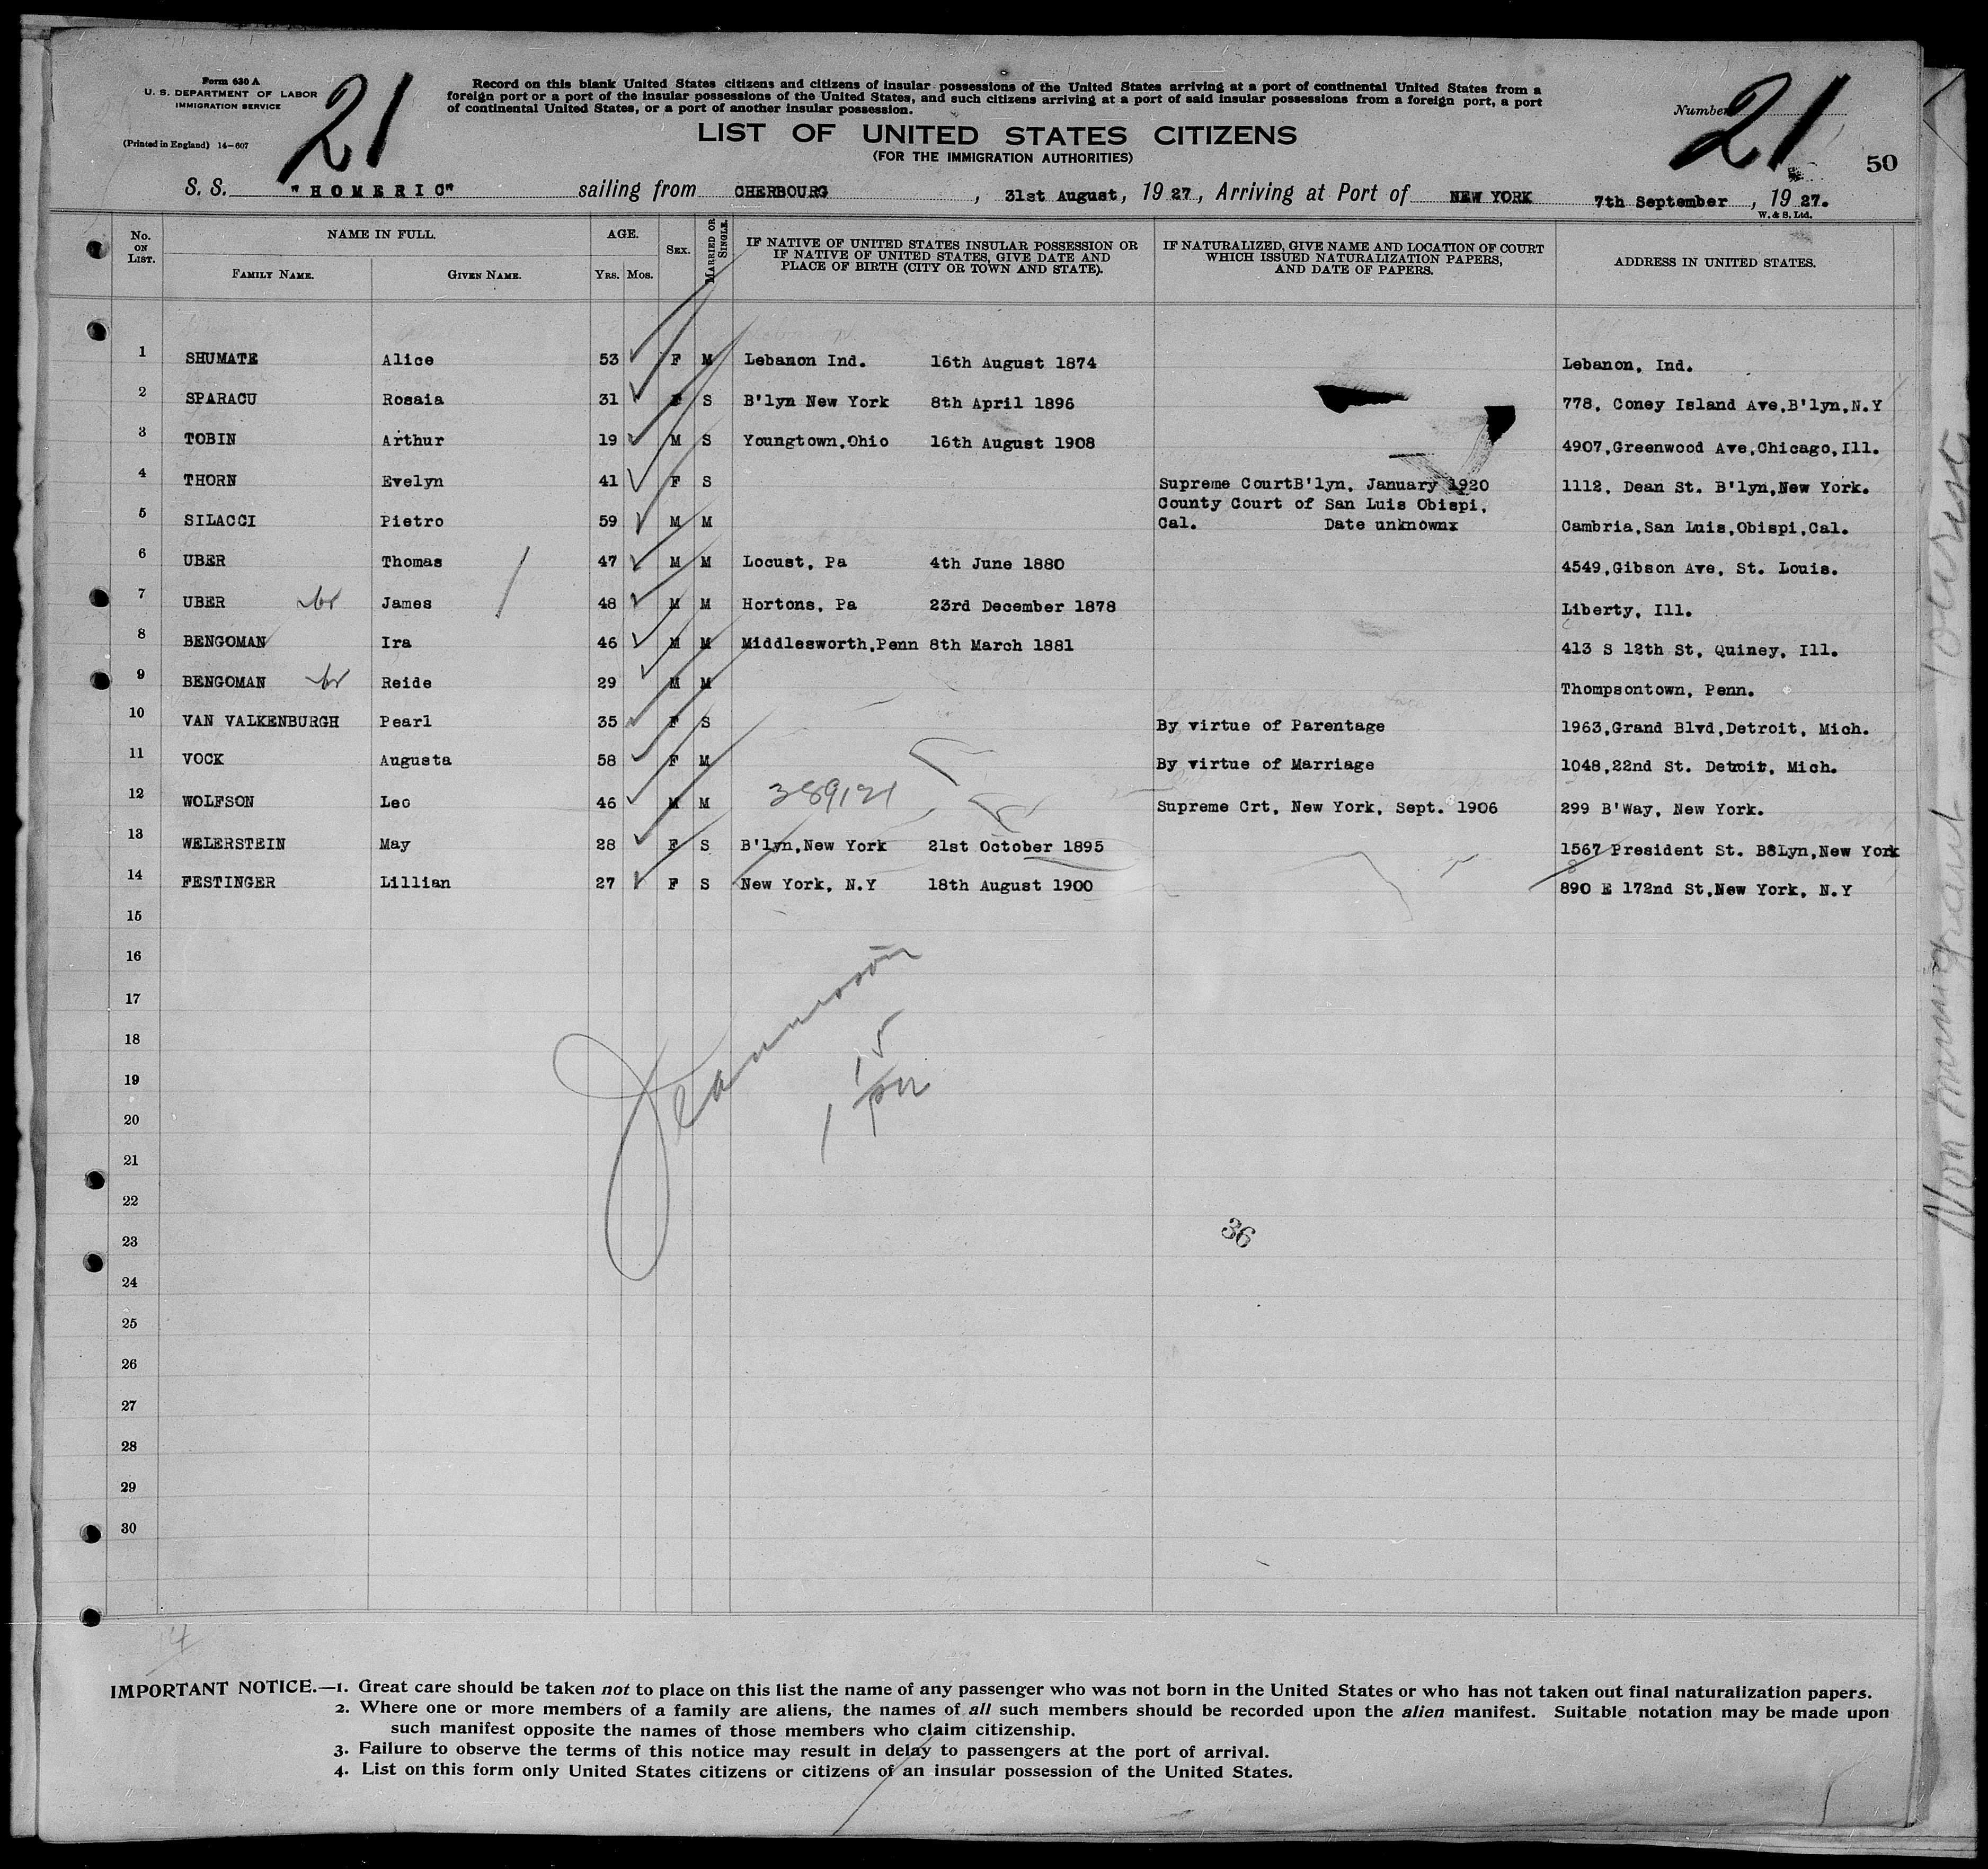 Form 630 A
U. S. DEPARTMENT OF LABOR
IMMIGRATION SERVICE
(Printed in England) 14-607
21
Record on this blank United States citizens and citizens of insular possessions of the United States arriving at a port of continental United States from a
foreign port or a port of the insular possessions of the United States, and such citizens arriving at a port of said insular possessions from a foreign port, a port
of continental United States, or a port of another insular possession.
LIST OF UNITED STATES CITIZENS
(FOR THE IMMIGRATION AUTHORITIES)
Number
21
50
S. S. "HOMERIC" sailing from CHERBOURG, 31st August, 1927, Arriving at Port of NEW YORK 7th September, 1927.
W. & S. Ltd.
No. ON LIST. NAME IN FULL. FAMILY NAME. GIVEN NAME. AGE. YRS. MOS. SEX. MARRIED OR SINGLE.
IF NATIVE OF UNITED STATES INSULAR POSSESSION OR
IF NATIVE OF UNITED STATES, GIVE DATE AND
PLACE OF BIRTH (CITY OR TOWN AND STATE).
IF NATURALIZED, GIVE NAME AND LOCATION OF COURT
WHICH ISSUED NATURALIZATION PAPERS,
AND DATE OF PAPERS.
ADDRESS IN UNITED STATES.
1 SHUMATE Alice 53 F M Lebanon Ind. 16th August 1874 Lebanon, Ind.
2 SPARACU Rosaia 31 F S B'lyn New York 8th April 1896 778, Coney Island Ave,B'lyn,N.Y
3 TOBIN Arthur 19 M S Youngtown,Ohio 16th August 1908 4907,Greenwood Ave,Chicago,Ill.
4 THORN Evelyn 41 F S Supreme CourtB'lyn, January 1920 1112, Dean St. B'lyn,New York.
County Court of San Luis Obispi,
5 SILACCI Pietro 59 M M Cal. Date unknownx Cambria,San Luis,Obispi,Cal.
6 UBER Thomas 47 M M Locust, Pa 4th June 1880 4549,Gibson Ave, St. Louis.
7 UBER br James 48 M M Hortons, Pa 23rd December 1878 Liberty, Ill.
8 BENGOMAN Ira 46 M M Middlesworth,Penn 8th March 1881 413 S 12th St, Quiney, Ill.
9 BENGOMAN br Reide 29 M M Thompsontown, Penn.
10 VAN VALKENBURGH Pearl 35 F S By virtue of Parentage 1963,Grand Blvd,Detroit, Mich.
11 VOCK Augusta 58 F M By virtue of Marriage 1048,22nd St. Detroit, Mich.
12 WOLFSON Leo 46 M M 389121 Supreme Crt, New York, Sept. 1906 299 B'Way, New York.
13 WELERSTEIN May 28 F S B'lyn,New York 21st October 1895 1567 President St. B8Lyn,New York
14 FESTINGER Lillian 27 F S New York, N.Y 18th August 1900 890 E 172nd St,New York, N.Y
15
16
17
18
19
20
21
22
23
24
25
26
27
28
29
30
36
14
Non Immigrant Tourist
IMPORTANT NOTICE.—1. Great care should be taken not to place on this list the name of any passenger who was not born in the United States or who has not taken out final naturalization papers.
2. Where one or more members of a family are aliens, the names of all such members should be recorded upon the alien manifest. Suitable notation may be made upon
such manifest opposite the names of those members who claim citizenship.
3. Failure to observe the terms of this notice may result in delay to passengers at the port of arrival.
4. List on this form only United States citizens or citizens of an insular possession of the United States.